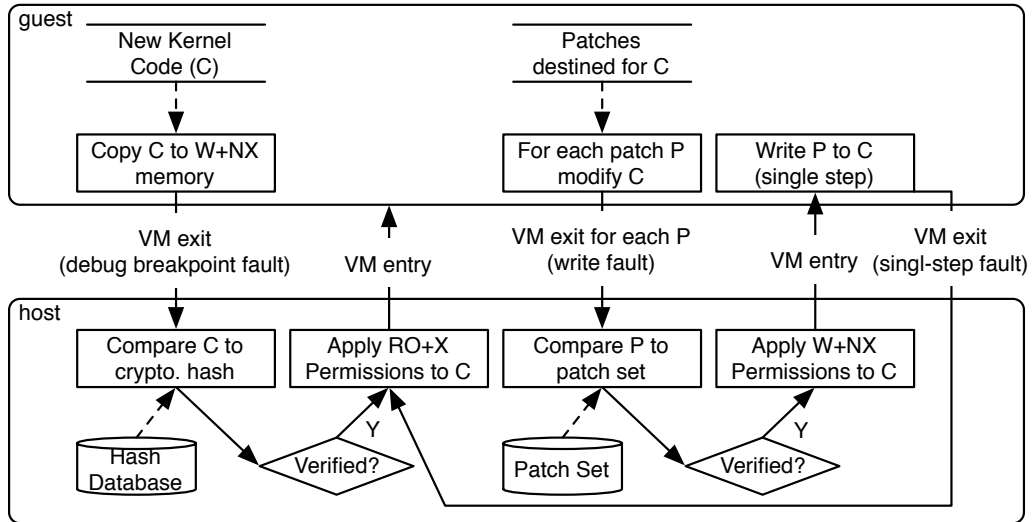 guest
New Kernel
Code (C)
Patches
destined for C
Copy C to W+NX
memory
For each patch P
modify C
Write P to C
(single step)
VM exit
(debug breakpoint fault)
VM entry
VM exit for each P
(write fault)
VM entry
VM exit
(singl-step fault)
host
Compare C to
crypto. hash
Apply RO+X
Permissions to C
Compare P to
patch set
Apply W+NX
Permissions to C
Hash
Database
Verified?
Y
Patch Set
Verified?
Y